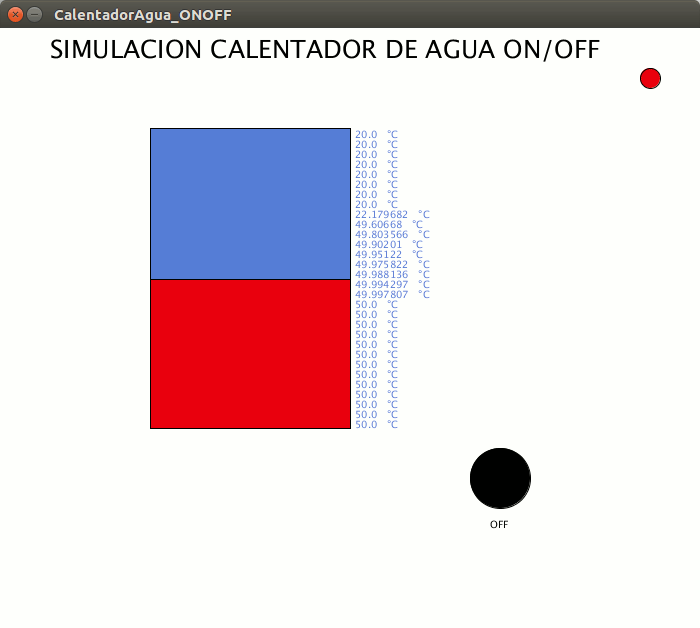 CalentadorAgua_ONOFF
SIMULACION CALENTADOR DE AGUA ON/OFF
20.0 °C
20.0 °C
20.0 °C
20.0 °C
20.0 °C
20.0 °C
20.0 °C
20.0 °C
22.179682 °C
49.60668 °C
49.803566 °C
49.90201 °C
49.95122 °C
49.975822 °C
49.988136 °C
49.994297 °C
49.997807 °C
50.0 °C
50.0 °C
50.0 °C
50.0 °C
50.0 °C
50.0 °C
50.0 °C
50.0 °C
50.0 °C
50.0 °C
50.0 °C
50.0 °C
50.0 °C
OFF